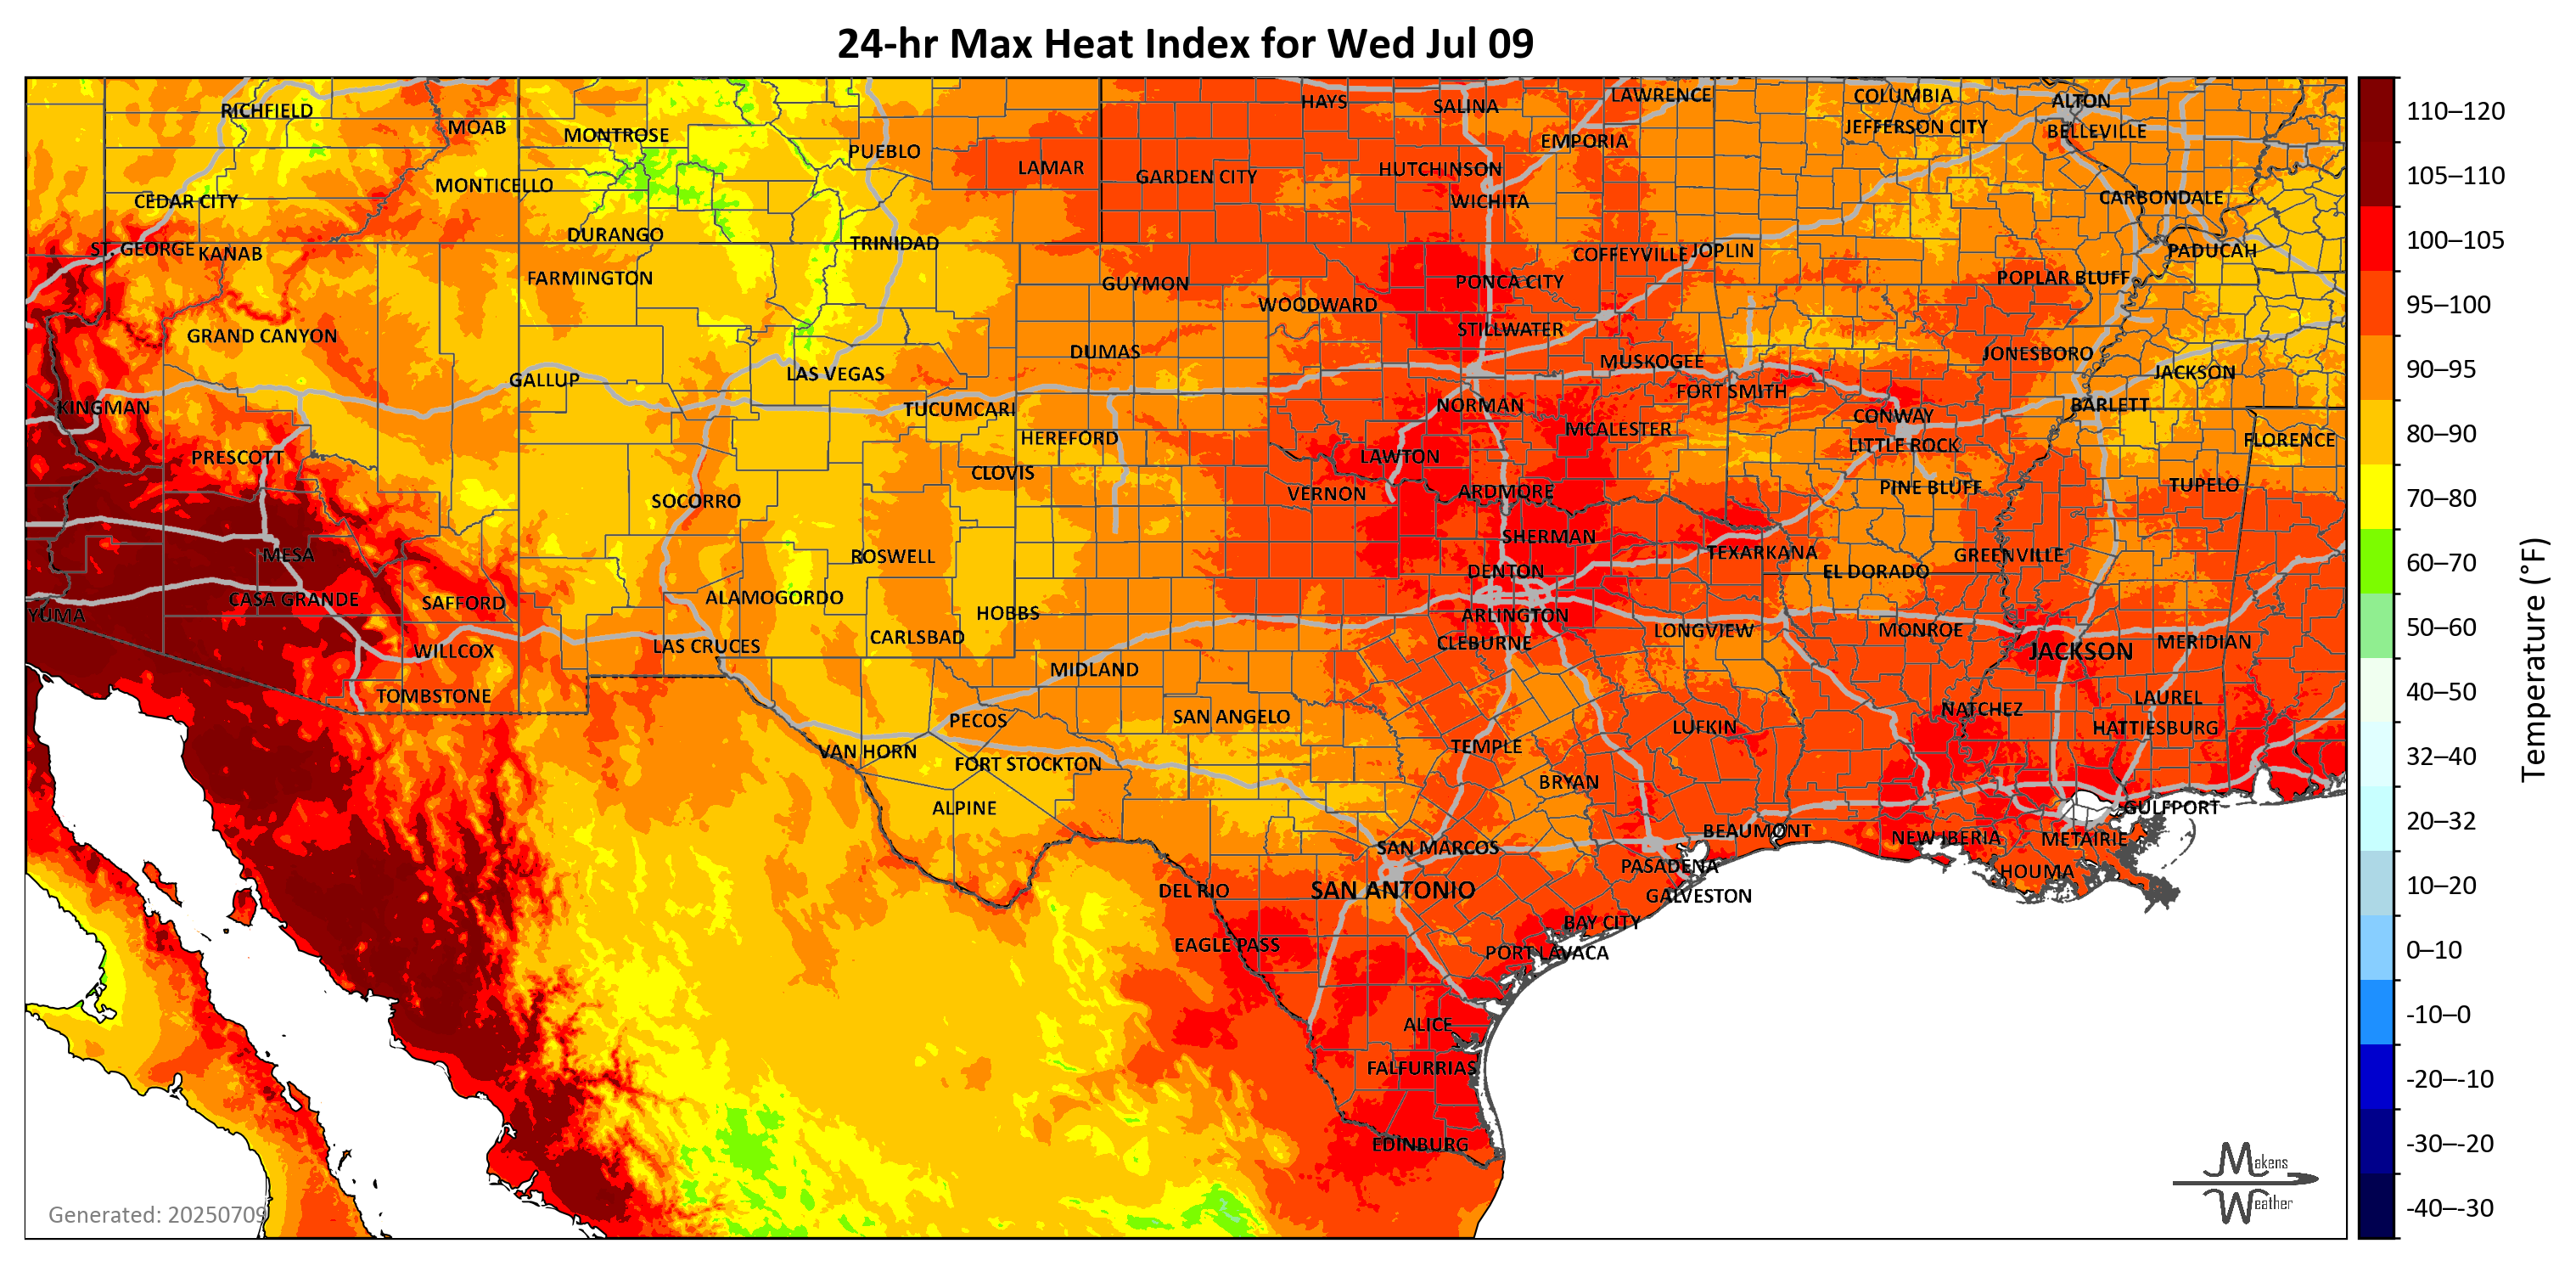 24-hr Max Heat Index for Wed Jul 09
RICHFIELD
MOAB
MONTROSE
PUEBLO
LAMAR
HAYS
SALINA
LAWRENCE
COLUMBIA
ALTON
EMPORIA
JEFFERSON CITY
BELLEVILLE
CEDAR CITY
MONTICELLO
GARDEN CITY
HUTCHINSON
WICHITA
CARBONDALE
ST. GEORGE
KANAB
DURANGO
TRINIDAD
COFFEYVILLE
JOPLIN
PADUCAH
FARMINGTON
GUYMON
PONCA CITY
POPLAR BLUFF
WOODWARD
GRAND CANYON
STILLWATER
DUMAS
MUSKOGEE
JONESBORO
GALLUP
LAS VEGAS
FORT SMITH
JACKSON
KINGMAN
TUCUMCARI
NORMAN
CONWAY
BARLETT
HEREFORD
MCALESTER
LITTLE ROCK
FLORENCE
PRESCOTT
CLOVIS
LAWTON
SOCORRO
VERNON
ARDMORE
PINE BLUFF
TUPELO
MESA
ROSWELL
SHERMAN
TEXARKANA
GREENVILLE
DENTON
EL DORADO
YUMA
CASA GRANDE
SAFFORD
ALAMOGORDO
HOBBS
ARLINGTON
WILLCOX
LAS CRUCES
CARLSBAD
CLEBURNE
LONGVIEW
MONROE
JACKSON
MERIDIAN
TOMBSTONE
MIDLAND
PECOS
SAN ANGELO
LUFKIN
NATCHEZ
LAUREL
HATTIESBURG
VAN HORN
FORT STOCKTON
TEMPLE
BRYAN
ALPINE
GULFPORT
SAN MARCOS
BEAUMONT
NEW IBERIA
METAIRIE
DEL RIO
SAN ANTONIO
PASADENA
GALVESTON
HOUMA
EAGLE PASS
BAY CITY
PORT LAVACA
ALICE
FALFURRIAS
EDINBURG
Generated: 20250709
Makens
Weather
110–120
105–110
100–105
95–100
90–95
80–90
70–80
60–70
50–60
40–50
32–40
20–32
10–20
0–10
-10–0
-20–-10
-30–-20
-40–-30
Temperature (°F)